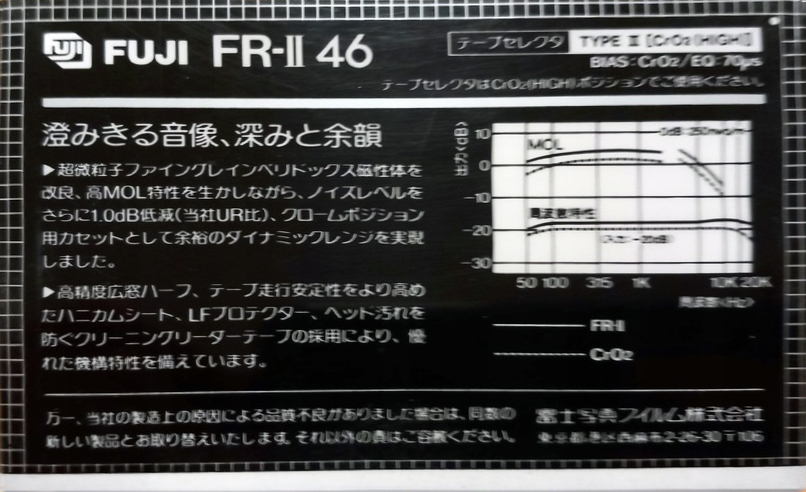 FUJI FUJI FR-II 46
テープセレクタ TYPE II [CrO2(HIGH)]
BIAS:CrO2/EQ:70μs
テープセレクタはCrO2(HIGH)ポジションでご使用ください。
澄みきる音像、深みと余韻
▶超微粒子ファイングレインベリドックス磁性体を
改良、高MOL特性を生かしながら、ノイズレベルを
さらに1.0dB低減(当社UR比)、クロームポジション
用カセットとして余裕のダイナミックレンジを実現
しました。
▶高精度広窓ハーフ、テープ走行安定性をより高め
たハニカムシート、LFプロテクター、ヘッド汚れを
防ぐクリーニングリーダーテープの採用により、優
れた機構特性を備えています。
出力(dB)
10
0
-10
-20
-30
MOL
周波数特性
(入力:-20dB)
50 100 315 1K 10K 20K
周波数(Hz)
FR-II
CrO2
万一、当社の製造上の原因による品質不良がありました場合は、同数の
新しい製品とお取り替えいたします。それ以外の責はご容赦ください。
富士写真フイルム株式会社
東京都港区西麻布2-26-30 〒106